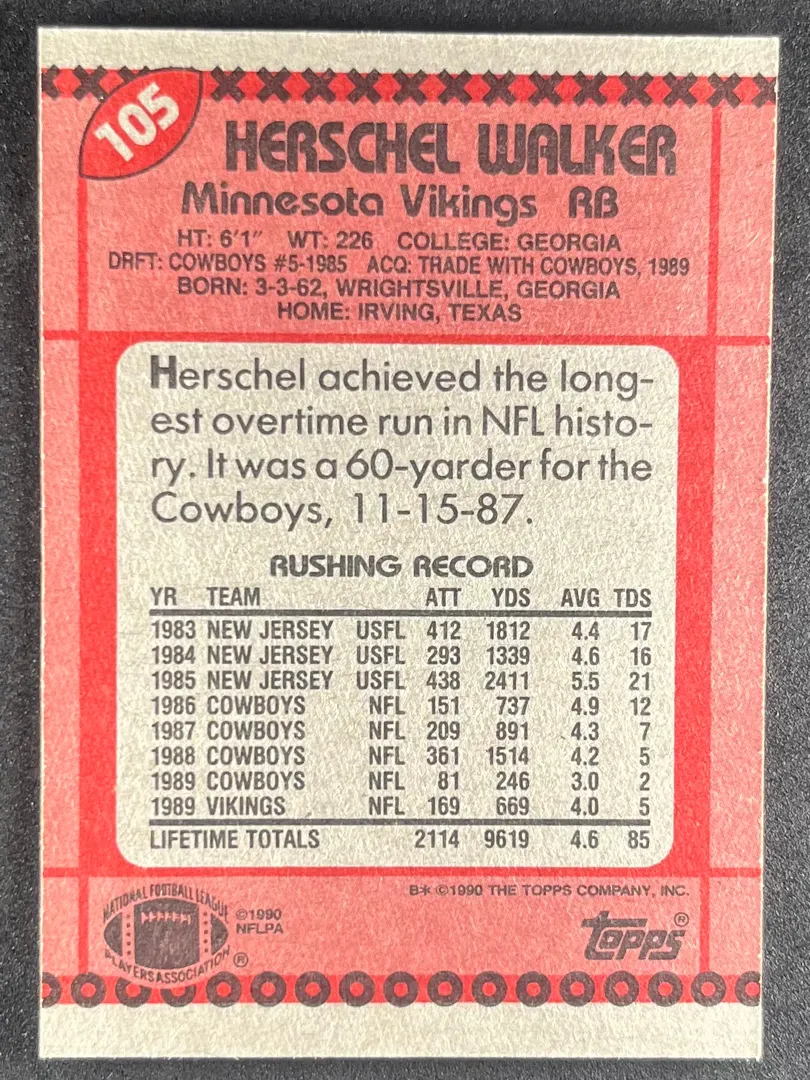 105
HERSCHEL WALKER
Minnesota Vikings RB
HT: 6'1" WT: 226 COLLEGE: GEORGIA
DRFT: COWBOYS #5-1985 ACQ: TRADE WITH COWBOYS, 1989
BORN: 3-3-62, WRIGHTSVILLE, GEORGIA
HOME: IRVING, TEXAS
Herschel achieved the long-
est overtime run in NFL histo-
ry. It was a 60-yarder for the
Cowboys, 11-15-87.
RUSHING RECORD
YR TEAM ATT YDS AVG TDS
1983 NEW JERSEY USFL 412 1812 4.4 17
1984 NEW JERSEY USFL 293 1339 4.6 16
1985 NEW JERSEY USFL 438 2411 5.5 21
1986 COWBOYS NFL 151 737 4.9 12
1987 COWBOYS NFL 209 891 4.3 7
1988 COWBOYS NFL 361 1514 4.2 5
1989 COWBOYS NFL 81 246 3.0 2
1989 VIKINGS NFL 169 669 4.0 5
LIFETIME TOTALS 2114 9619 4.6 85
B* ©1990 THE TOPPS COMPANY, INC.
NATIONAL FOOTBALL LEAGUE
PLAYERS ASSOCIATION ®
©1990
NFLPA
Topps®